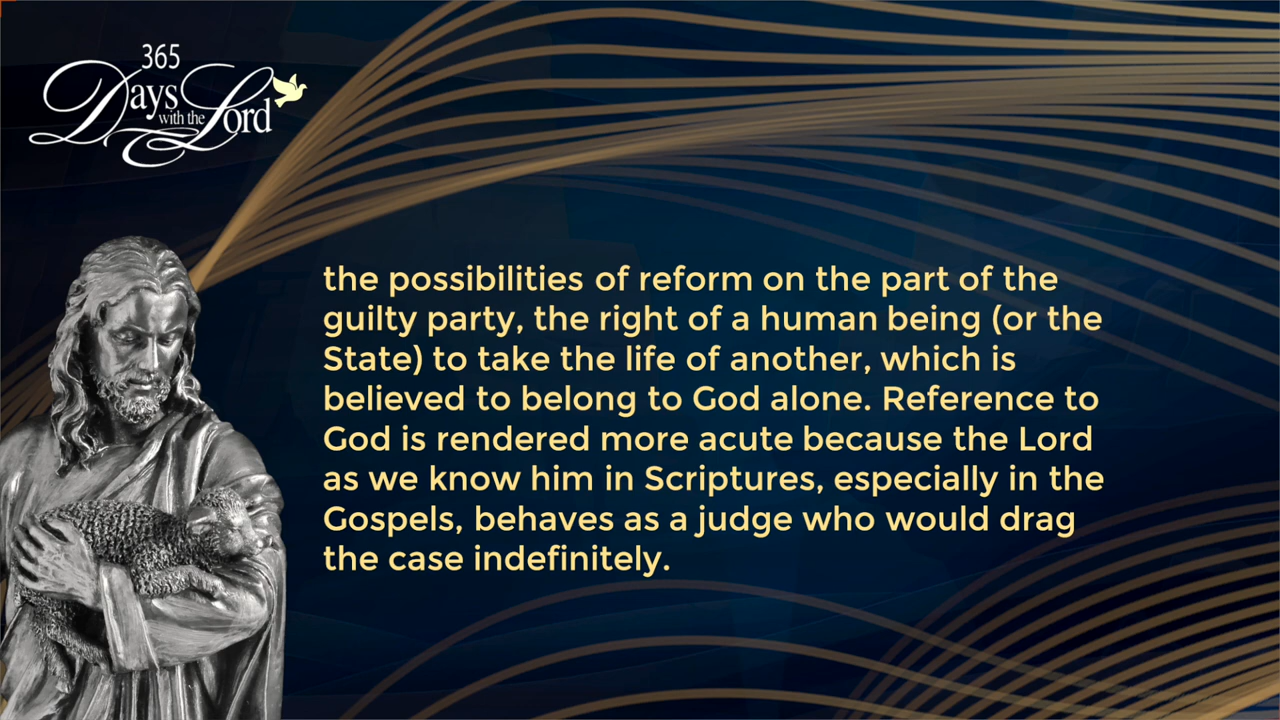 365
Days
with the
Lord
the possibilities of reform on the part of the
guilty party, the right of a human being (or the
State) to take the life of another, which is
believed to belong to God alone. Reference to
God is rendered more acute because the Lord
as we know him in Scriptures, especially in the
Gospels, behaves as a judge who would drag
the case indefinitely.